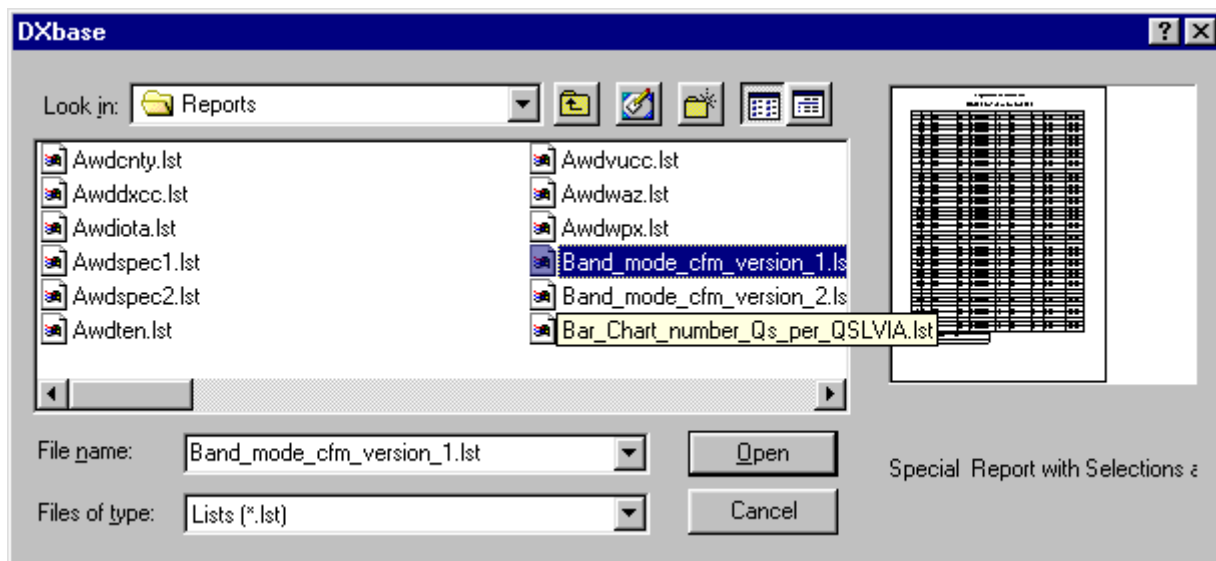 DXbase
Look in: Reports
Awdcnty.lst
Awddxcc.lst
Awdiota.lst
Awdspec1.lst
Awdspec2.lst
Awdten.lst
Awdvucc.lst
Awdwaz.lst
Awdwpx.lst
Band_mode_cfm_version_1.ls
Band_mode_cfm_version_2.ls
Bar_Chart_number_Qs_per_QSLVIA.lst
File name: Band_mode_cfm_version_1.lst
Open
Files of type: Lists (*.lst)
Cancel
Special Report with Selections a